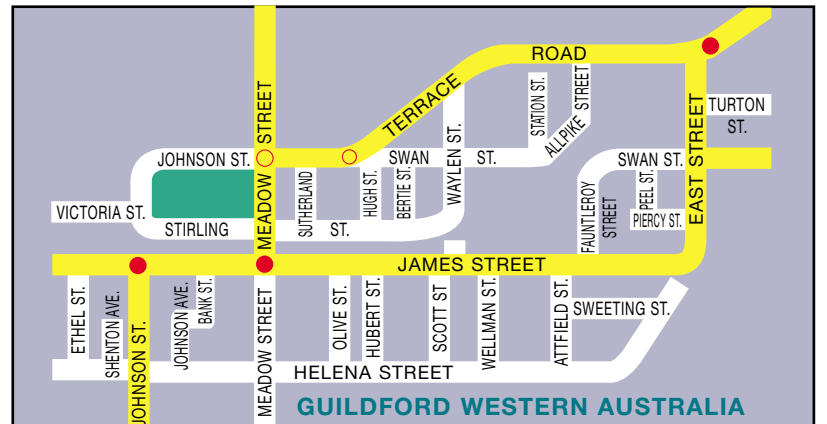 ROAD
TERRACE
MEADOW STREET
STATION ST.
ALLPIKE STREET
TURTON
ST.
EAST STREET
JOHNSON ST.
SWAN ST.
WAYLEN ST.
SWAN ST.
SUTHERLAND
HUGH ST.
BERTIE ST.
FAUNTLEROY
STREET
PEEL ST.
PIERCY ST.
VICTORIA ST.
STIRLING ST.
JAMES STREET
ETHEL ST.
SHENTON AVE.
JOHNSON ST.
JOHNSON AVE.
BANK ST.
MEADOW STREET
OLIVE ST.
HUBERT ST.
SCOTT ST
WELLMAN ST.
ATTFIELD ST.
SWEETING ST.
HELENA STREET
GUILDFORD WESTERN AUSTRALIA